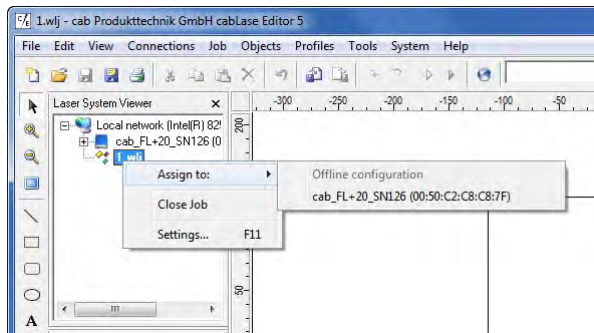 1.wlj - cab Produkttechnik GmbH cabLase Editor 5
File Edit View Connections Job Objects Profiles Tools System Help
Laser System Viewer
-300 -250 -200 -150 -100 -50
Local network (Intel(R) 82
200
cab_FL+20_SN126 (0
1.wlj
Assign to:
Offline configuration
cab_FL+20_SN126 (00:50:C2:C8:C8:7F)
Close Job
Settings... F11
50
A